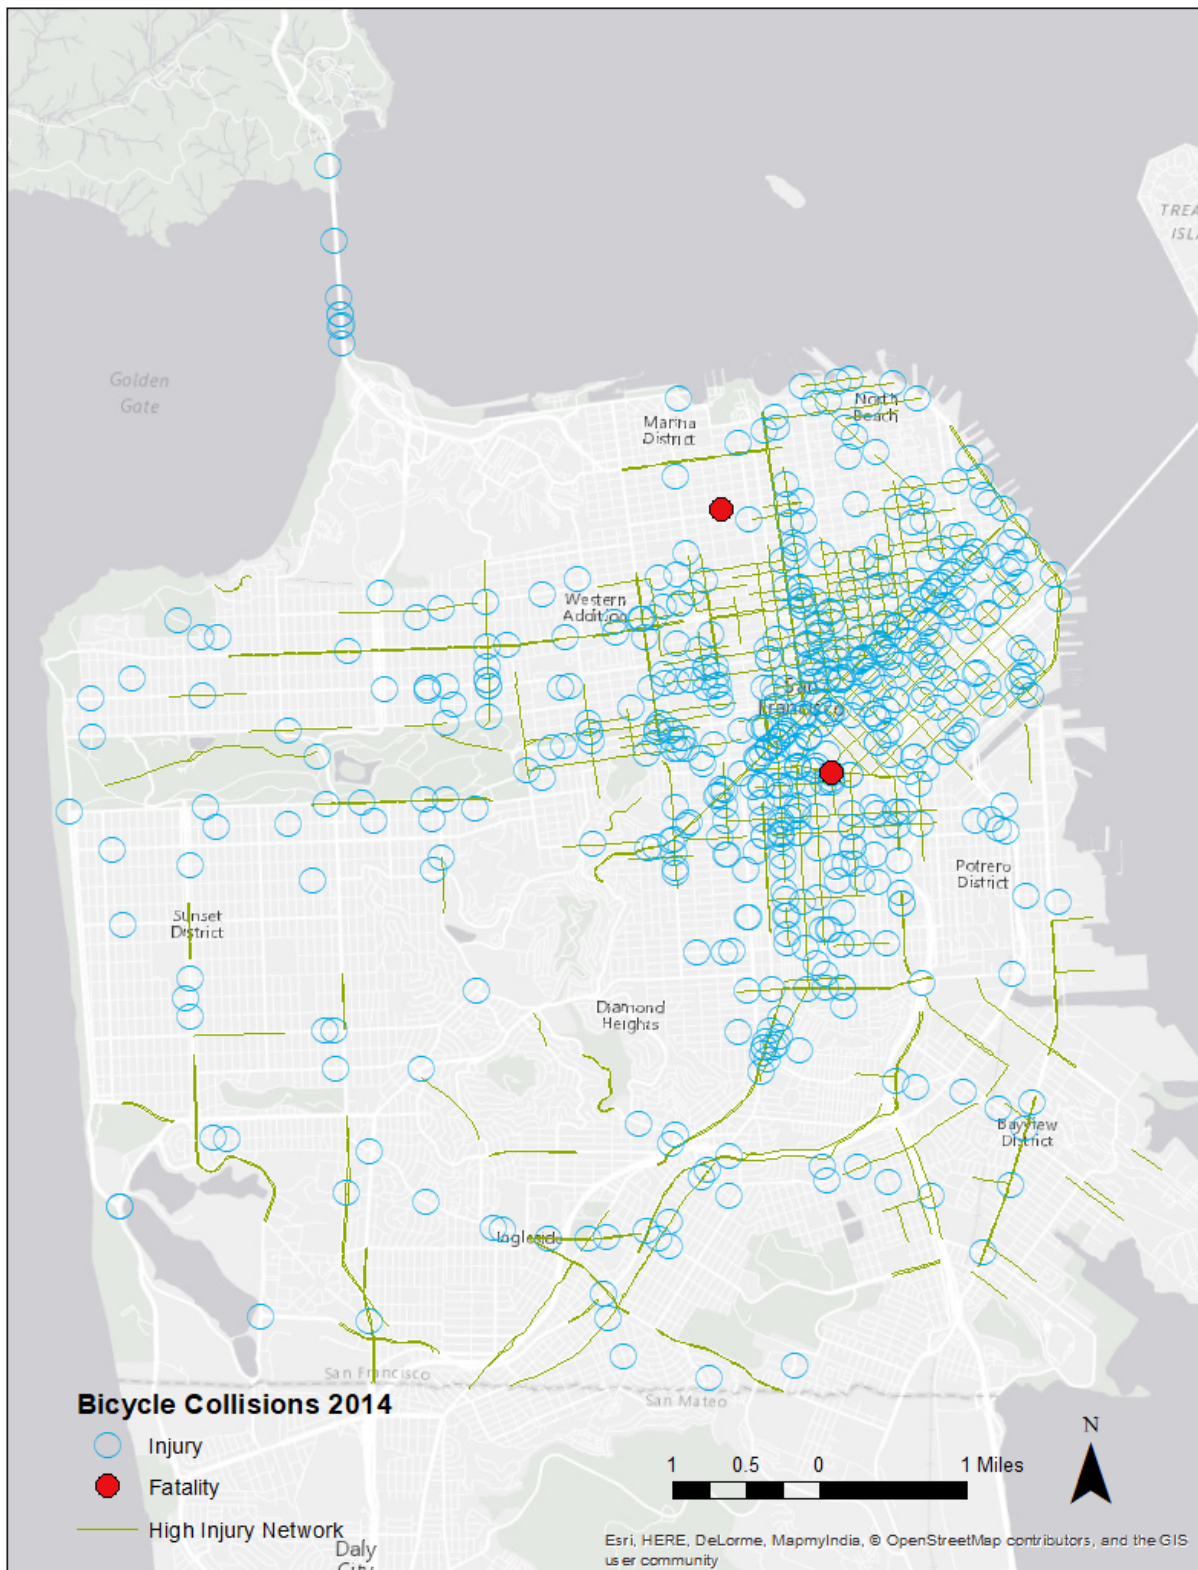 TREA
ISL
Golden
Gate
North
Beach
Marina
District
Western
Addition
San
Francisco
Potrero
District
Sunset
District
Diamond
Heights
Bayview
District
Ingleside
San Francisco
San Mateo
Bicycle Collisions 2014
Injury
Fatality
High Injury Network
Daly
City
1 0.5 0 1 Miles
N
Esri, HERE, DeLorme, MapmyIndia, © OpenStreetMap contributors, and the GIS
user community